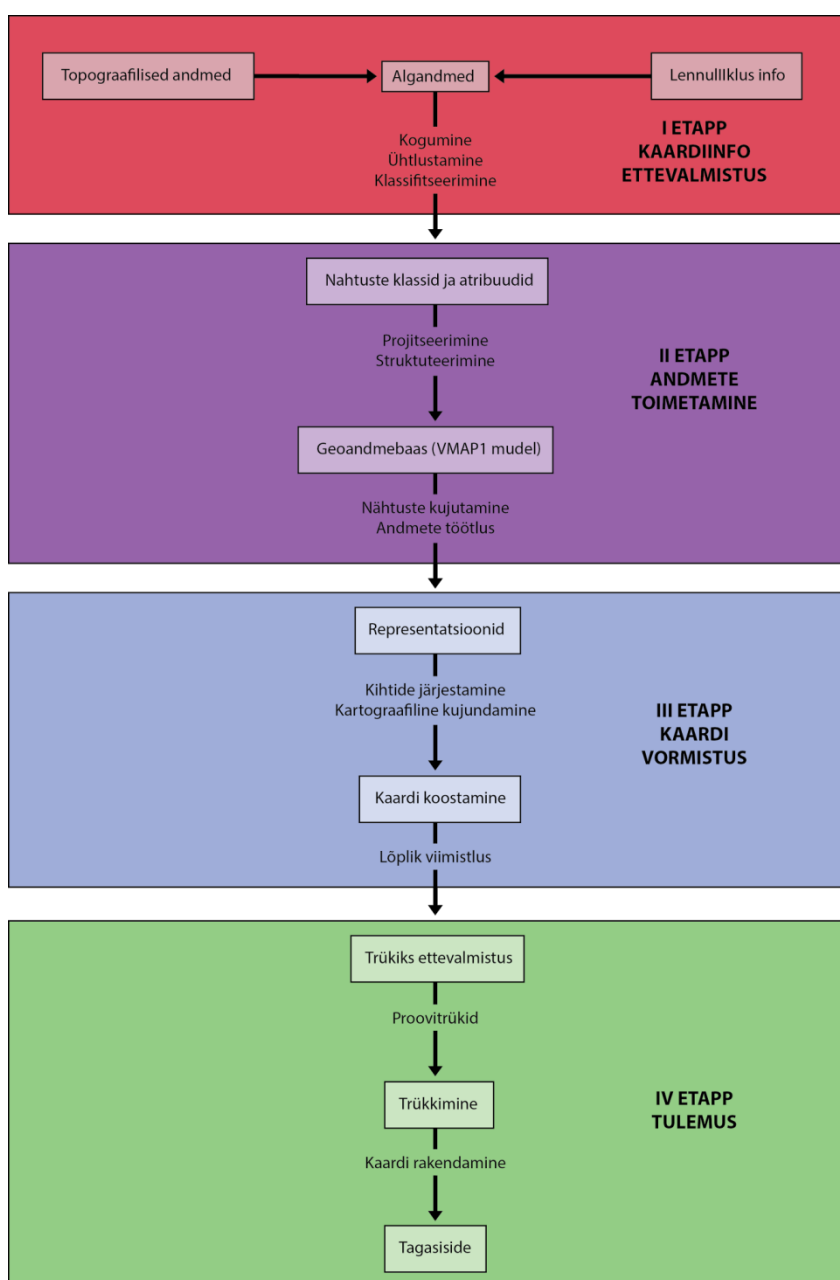 Topograafilised andmed
Algandmed
Lennulliklus info
Kogumine
Ühtlustamine
Klassifitseerimine
I ETAPP
KAARDIINFO
ETTEVALMISTUS
Nahtuste klassid ja atribuudid
Projitseerimine
Struktuteerimine
II ETAPP
ANDMETE
TOIMETAMINE
Geoandmebaas (VMAP1 mudel)
Nähtuste kujutamine
Andmete töötlus
Representatsioonid
Kihtide järjestamine
Kartograafiline kujundamine
III ETAPP
KAARDI
VORMISTUS
Kaardi koostamine
Lõplik viimistlus
Trükiks ettevalmistus
Proovitrükid
Trükkimine
IV ETAPP
TULEMUS
Kaardi rakendamine
Tagasiside